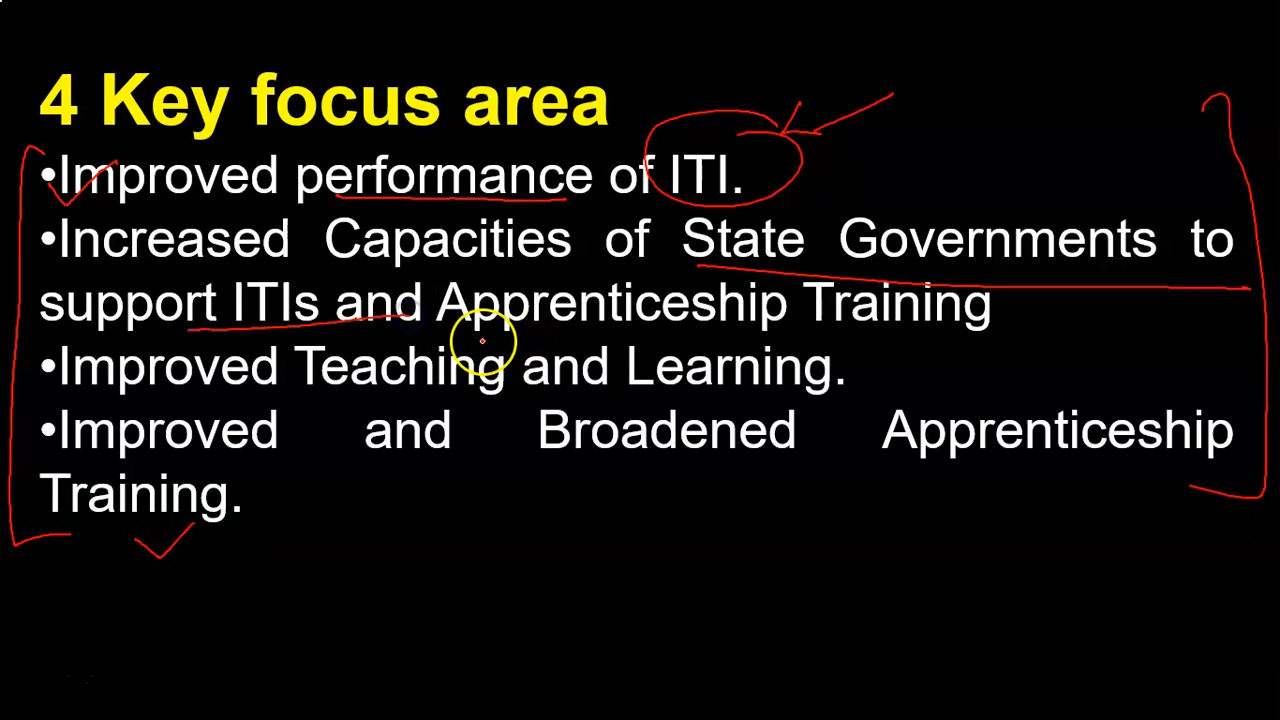 4 Key focus area
•Improved performance of ITI.
•Increased Capacities of State Governments to
support ITIs and Apprenticeship Training
•Improved Teaching and Learning.
•Improved and Broadened Apprenticeship
Training.